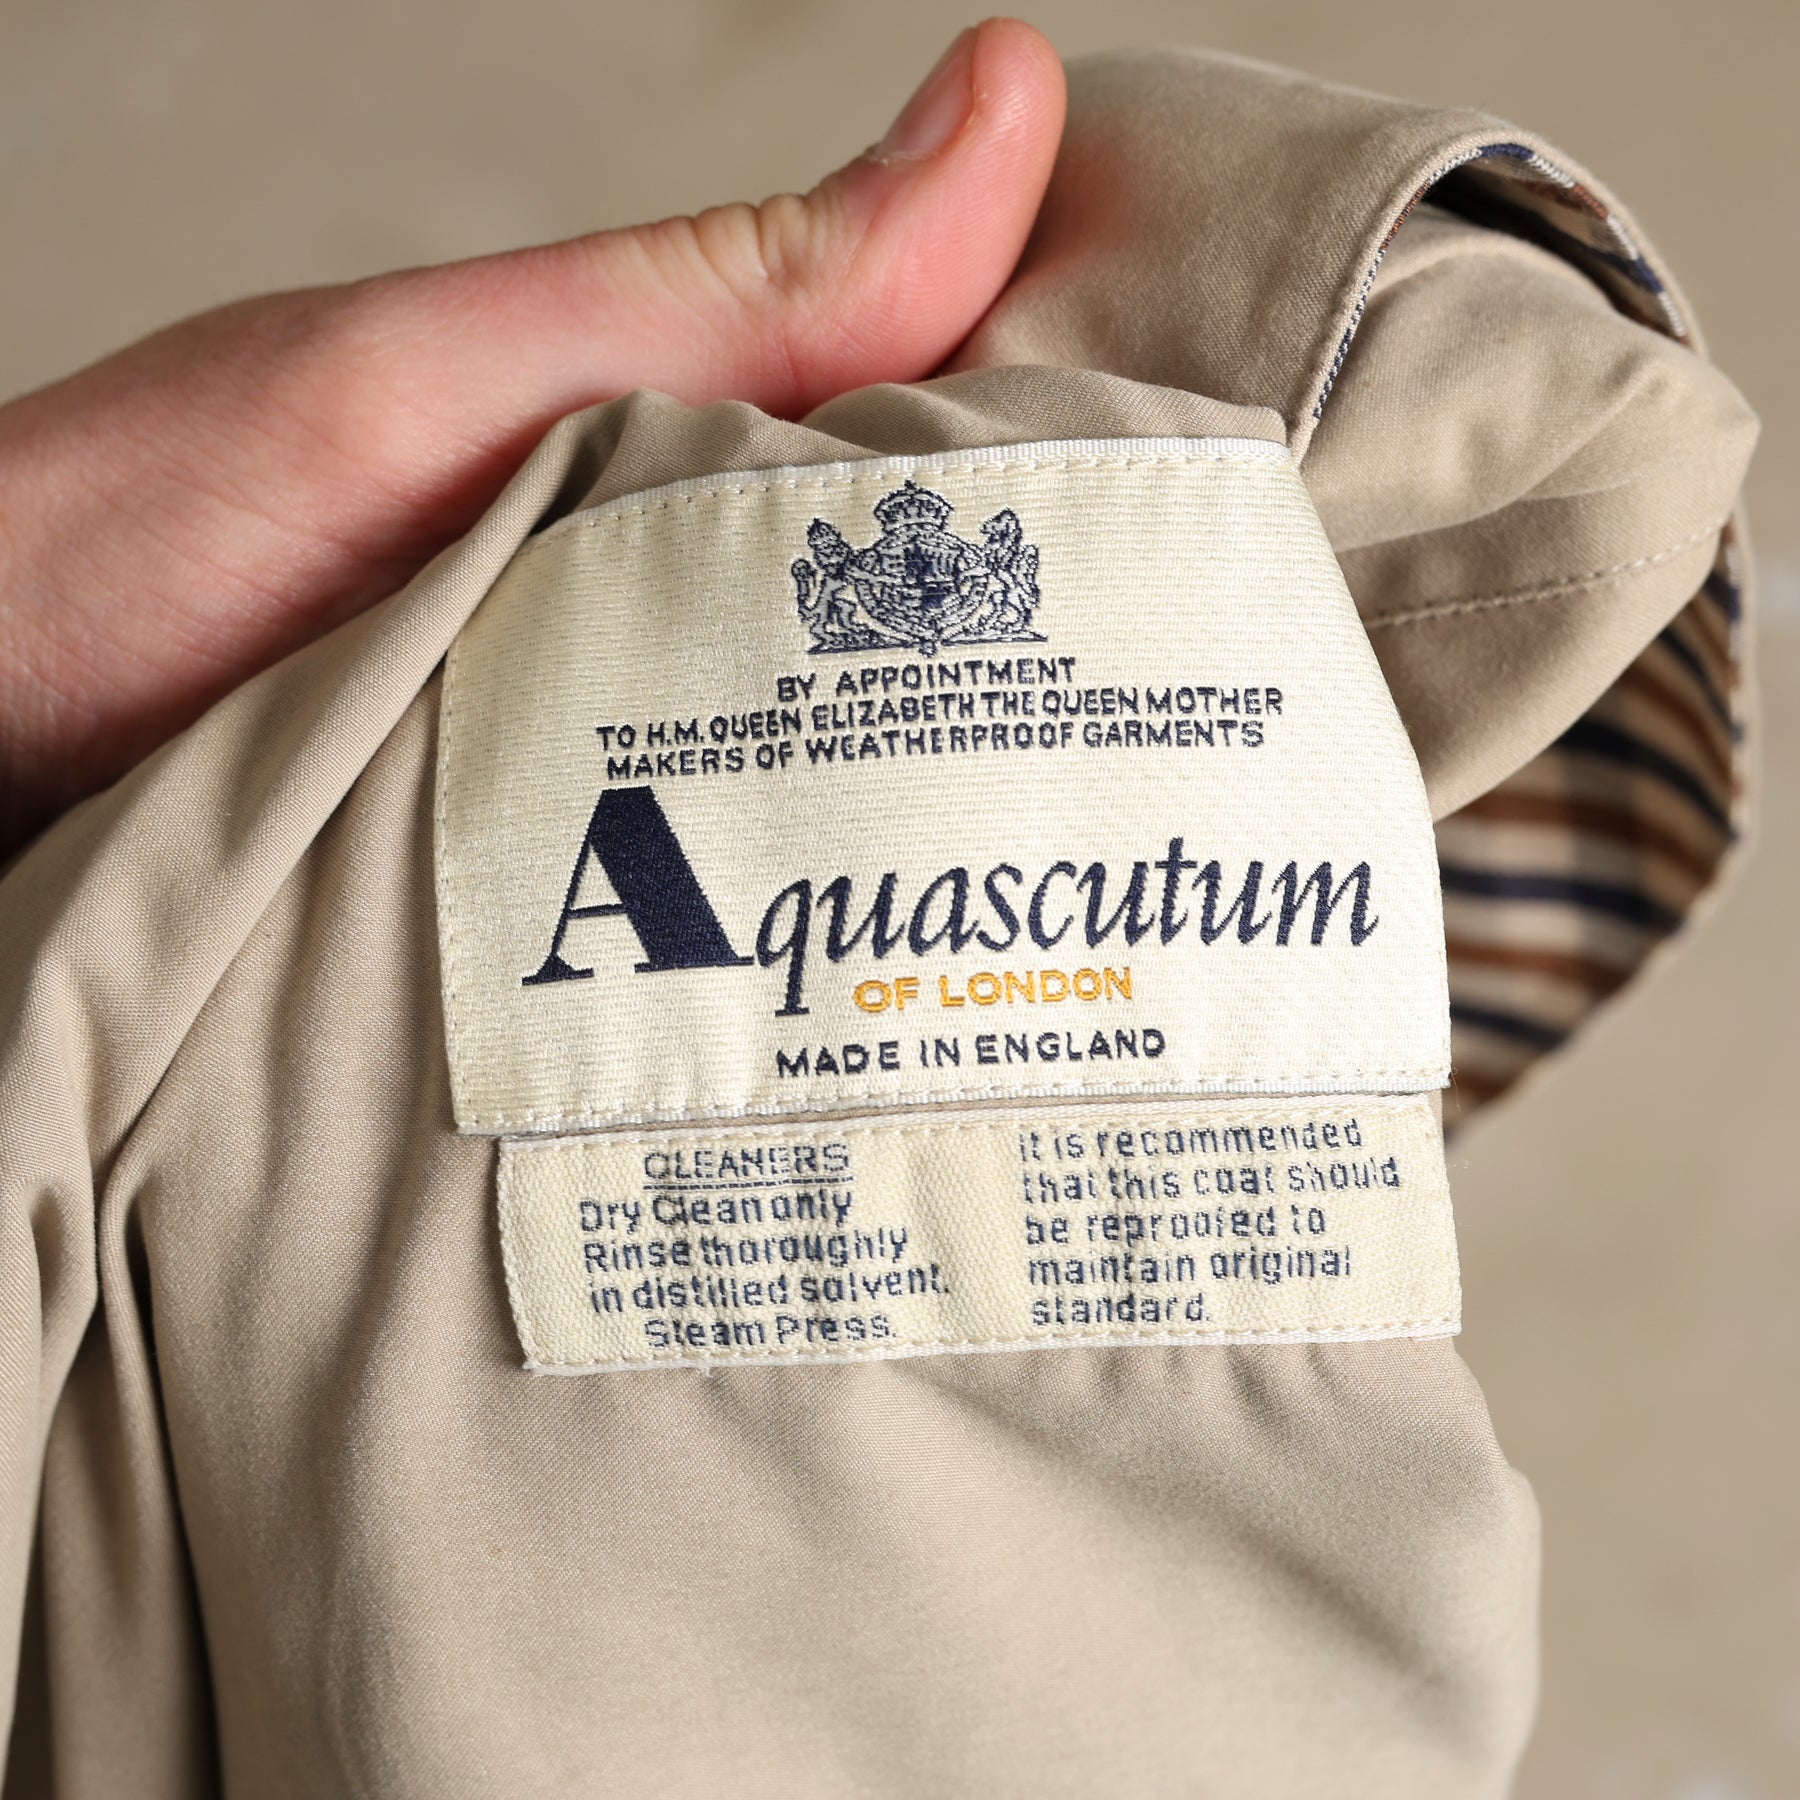 BY APPOINTMENT
TO H.M. QUEEN ELIZABETH THE QUEEN MOTHER
MAKERS OF WEATHERPROOF GARMENTS
Aquascutum
OF LONDON
MADE IN ENGLAND
CLEANERS
Dry Clean only
Rinse thoroughly
in distilled solvent.
Steam Press.
It is recommended
that this coat should
be reproofed to
maintain original
standard.